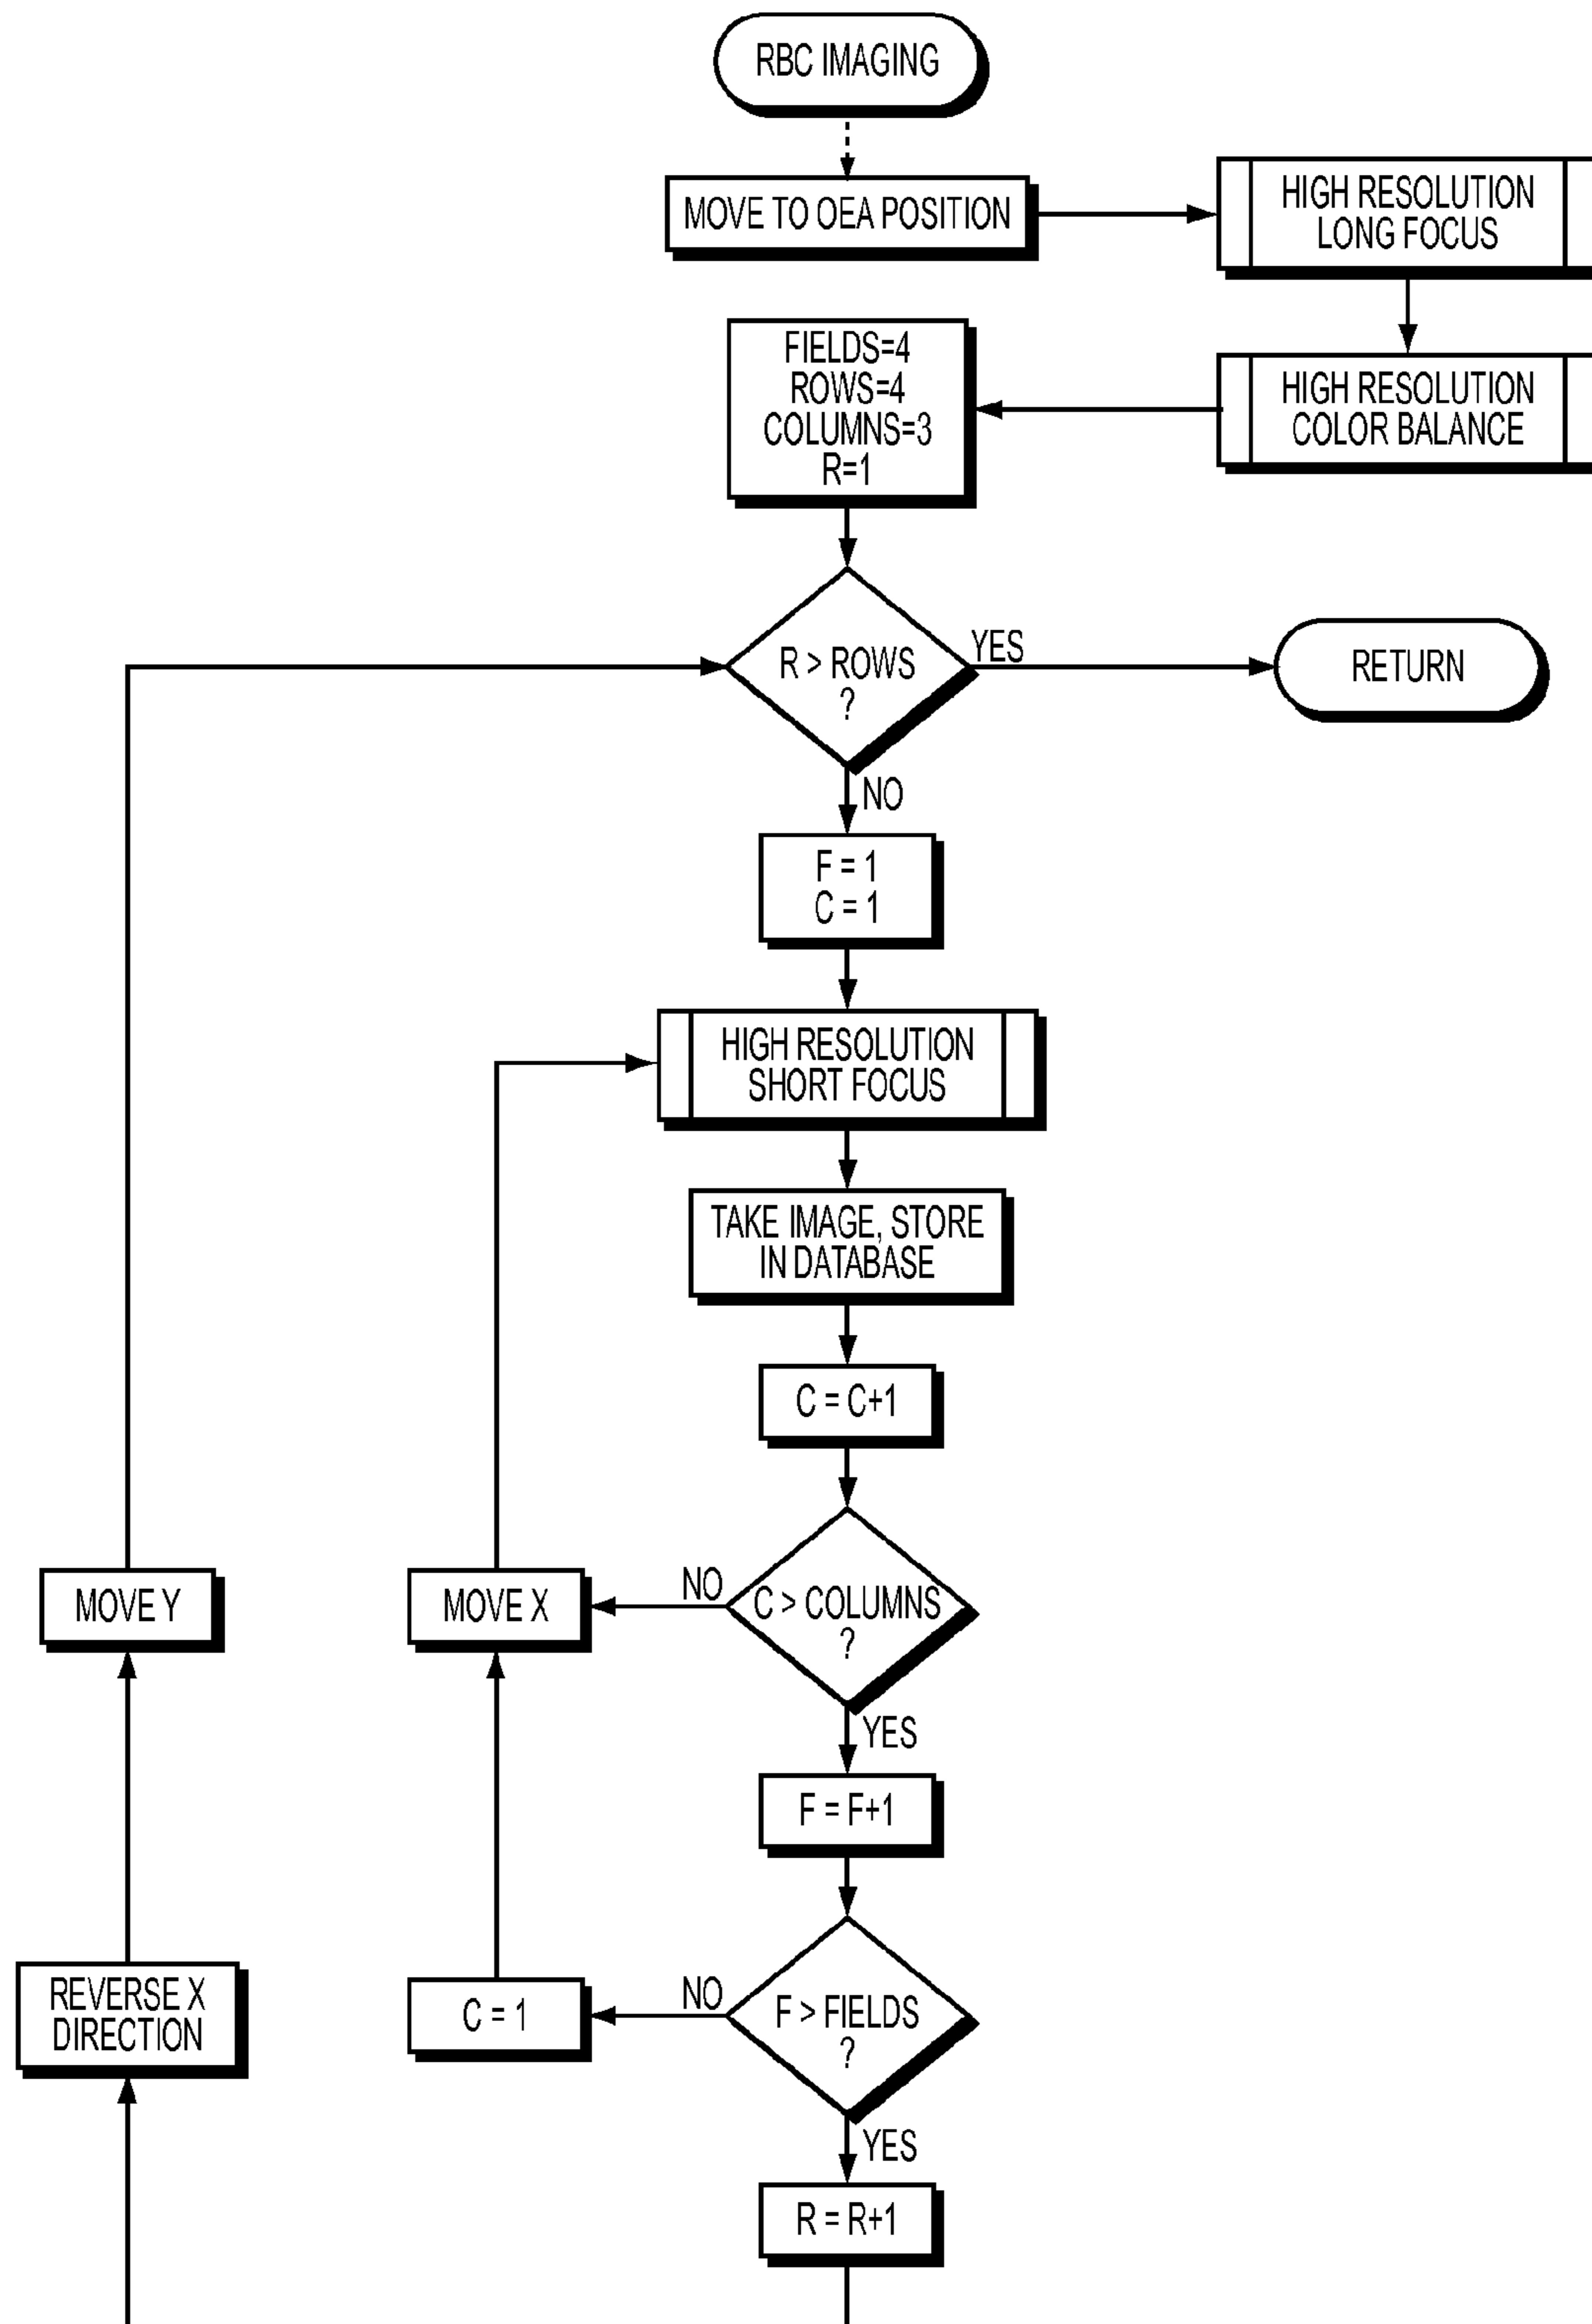 RBC IMAGING
MOVE TO OEA POSITION
HIGH RESOLUTION
LONG FOCUS
HIGH RESOLUTION
COLOR BALANCE
FIELDS=4
ROWS=4
COLUMNS=3
R=1
R > ROWS
?
YES
RETURN
NO
F = 1
C = 1
HIGH RESOLUTION
SHORT FOCUS
TAKE IMAGE, STORE
IN DATABASE
C = C+1
C > COLUMNS
?
NO
MOVE X
MOVE Y
YES
F = F+1
F > FIELDS
?
NO
C = 1
REVERSE X
DIRECTION
YES
R = R+1